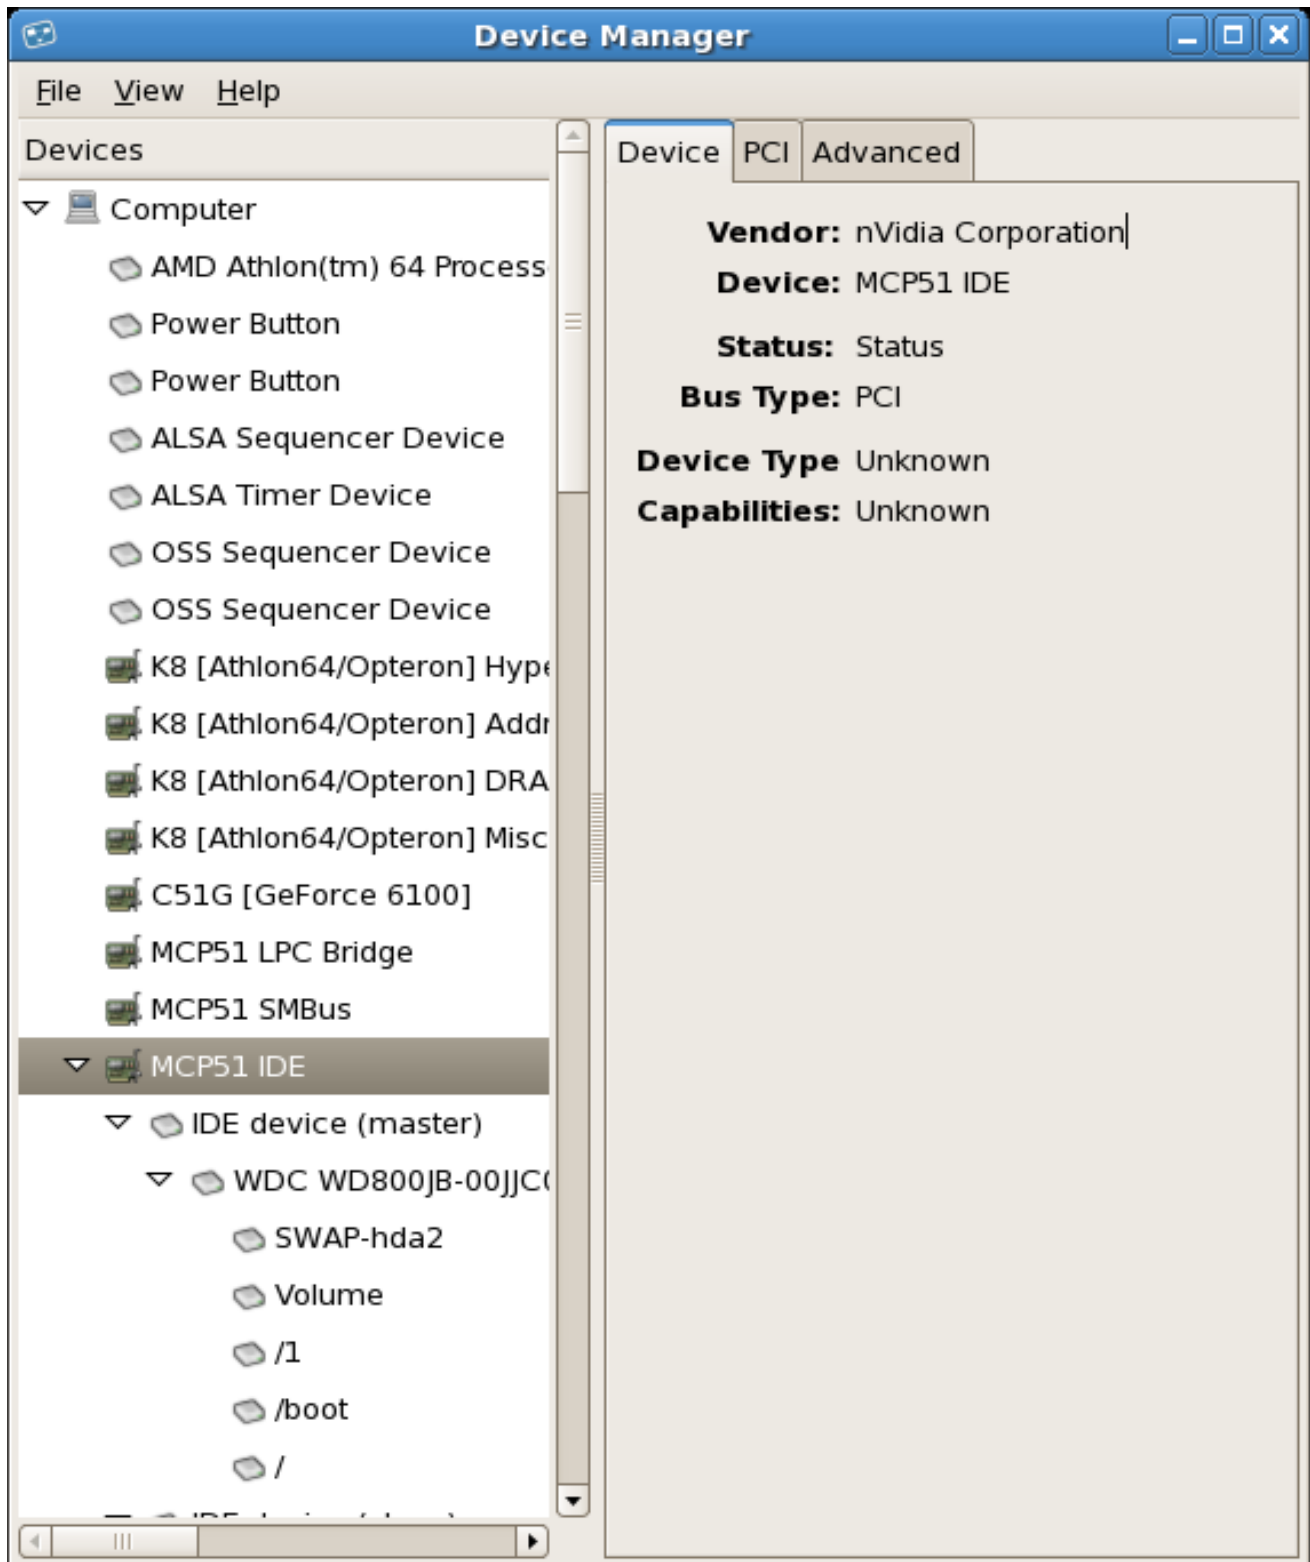 Device Manager
File View Help
Devices
Computer
AMD Athlon(tm) 64 Process
Power Button
Power Button
ALSA Sequencer Device
ALSA Timer Device
OSS Sequencer Device
OSS Sequencer Device
K8 [Athlon64/Opteron] Hype
K8 [Athlon64/Opteron] Addr
K8 [Athlon64/Opteron] DRA
K8 [Athlon64/Opteron] Misc
C51G [GeForce 6100]
MCP51 LPC Bridge
MCP51 SMBus
MCP51 IDE
IDE device (master)
WDC WD800JB-00JJC0
SWAP-hda2
Volume
/1
/boot
/
Device PCI Advanced
Vendor: nVidia Corporation
Device: MCP51 IDE
Status: Status
Bus Type: PCI
Device Type Unknown
Capabilities: Unknown